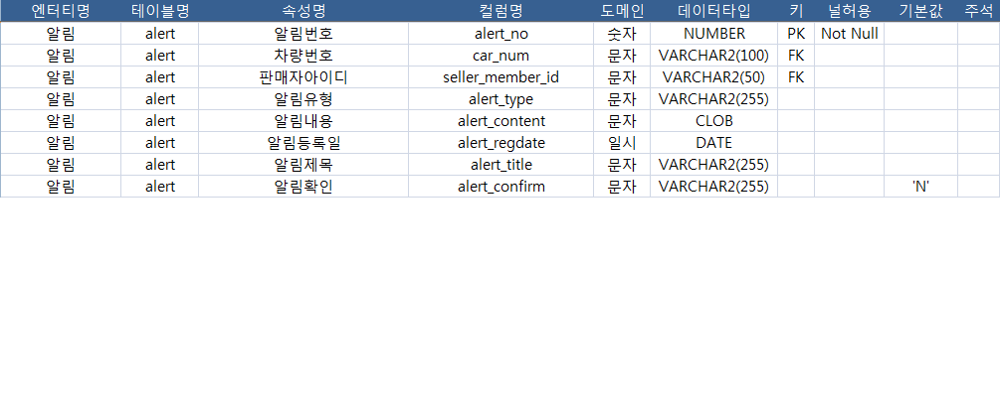 엔터티명 테이블명 속성명 컬럼명 도메인 데이터타입 키 널허용 기본값 주석
알림 alert 알림번호 alert_no 숫자 NUMBER PK Not Null
알림 alert 차량번호 car_num 문자 VARCHAR2(100) FK
알림 alert 판매자아이디 seller_member_id 문자 VARCHAR2(50) FK
알림 alert 알림유형 alert_type 문자 VARCHAR2(255)
알림 alert 알림내용 alert_content 문자 CLOB
알림 alert 알림등록일 alert_regdate 일시 DATE
알림 alert 알림제목 alert_title 문자 VARCHAR2(255)
알림 alert 알림확인 alert_confirm 문자 VARCHAR2(255) 'N'